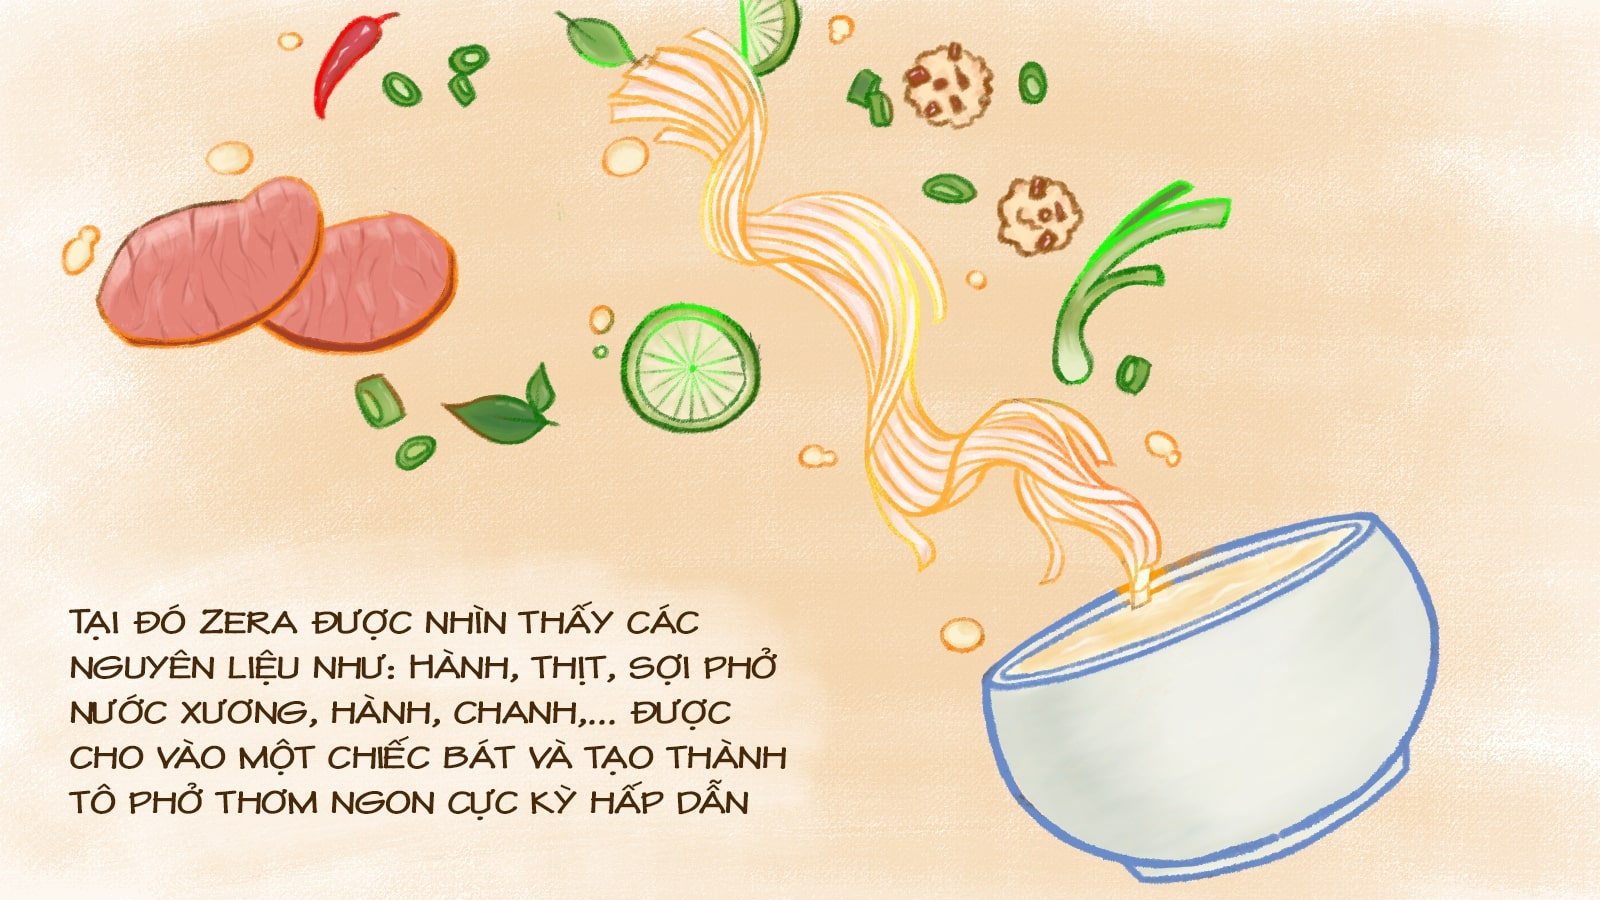 TẠI ĐÓ ZERA ĐƯỢC NHÌN THẤY CÁC
NGUYÊN LIỆU NHƯ: HÀNH, THỊT, SỢI PHỞ
NƯỚC XƯƠNG, HÀNH, CHANH,... ĐƯỢC
CHO VÀO MỘT CHIẾC BÁT VÀ TẠO THÀNH
TÔ PHỞ THƠM NGON CỰC KỲ HẤP DẪN